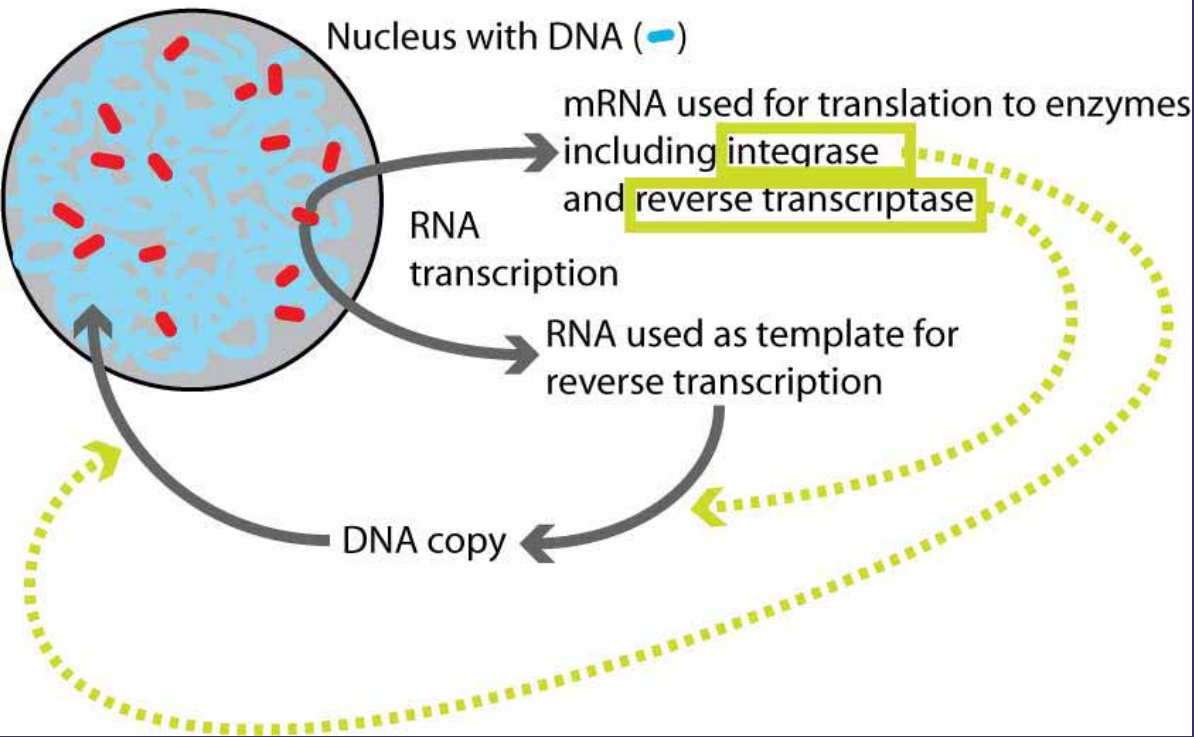 Nucleus with DNA ( )
mRNA used for translation to enzymes
including integrase
and reverse transcriptase
RNA
transcription
RNA used as template for
reverse transcription
DNA copy